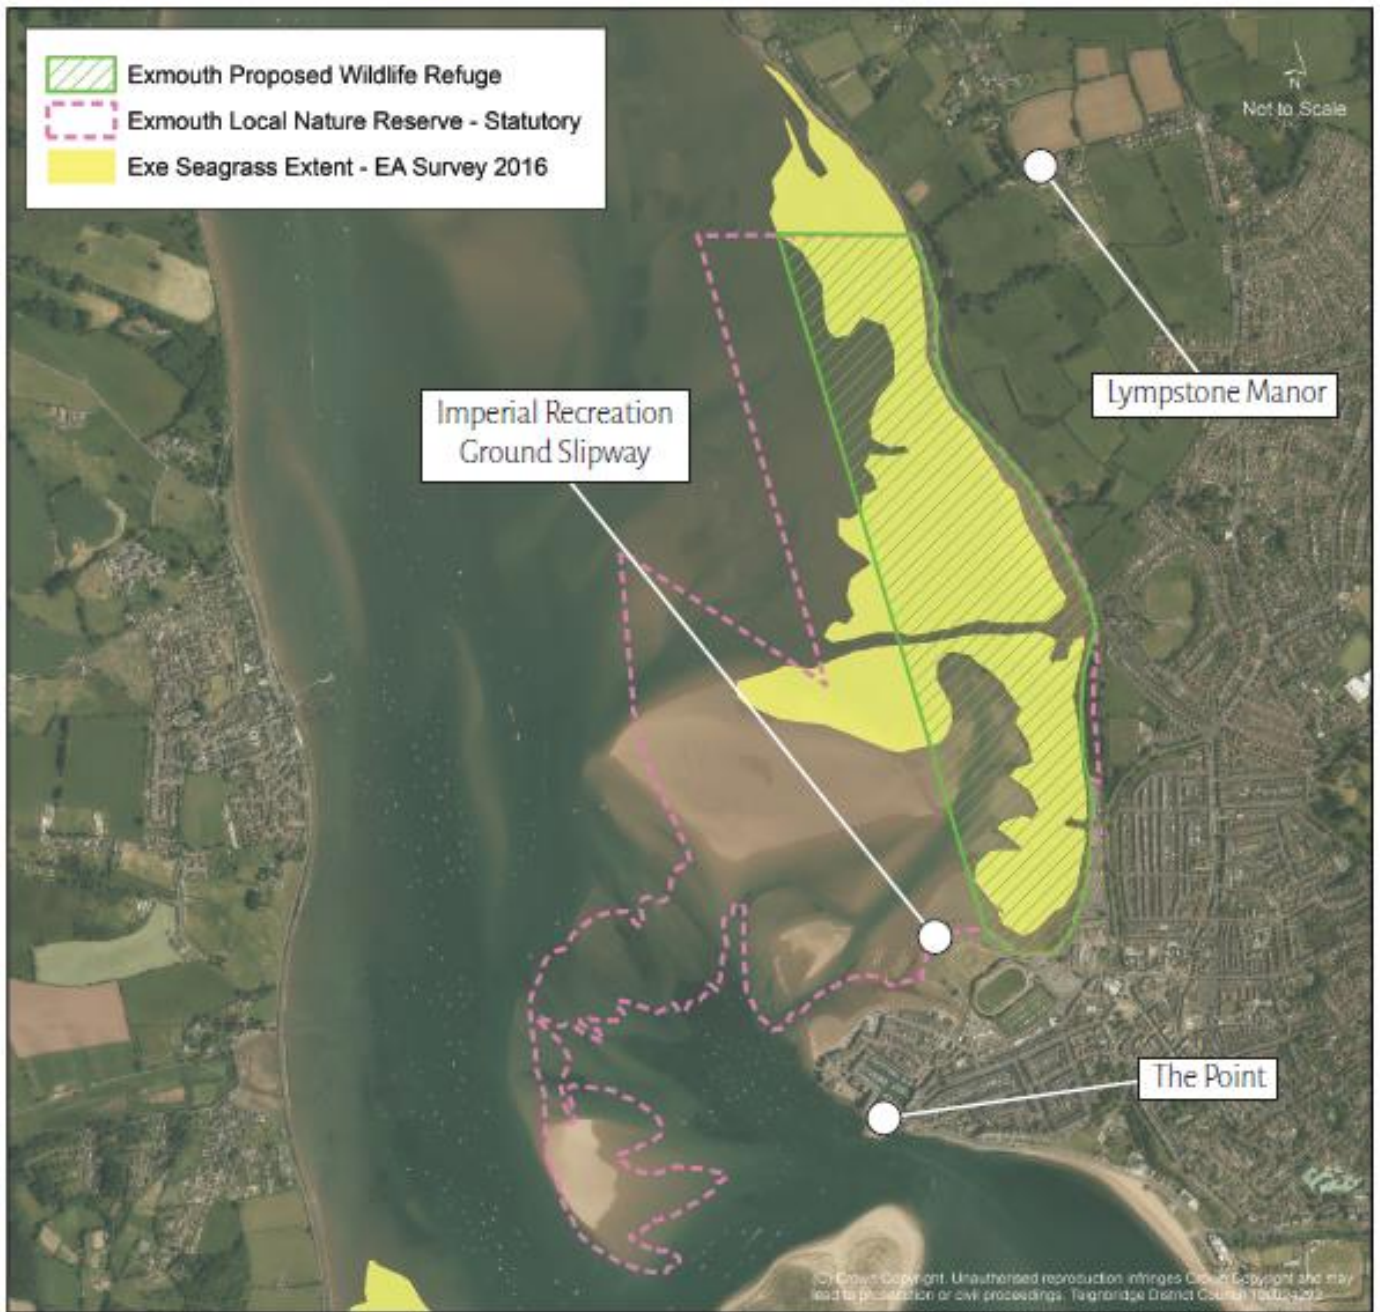 Exmouth Proposed Wildlife Refuge
Exmouth Local Nature Reserve - Statutory
Exe Seagrass Extent - EA Survey 2016
N
Not to Scale
Lympstone Manor
Imperial Recreation
Ground Slipway
The Point
(C) Crown Copyright. Unauthorised reproduction infringes Crown Copyright and may
lead to prosecution or civil proceedings. Teignbridge District Council